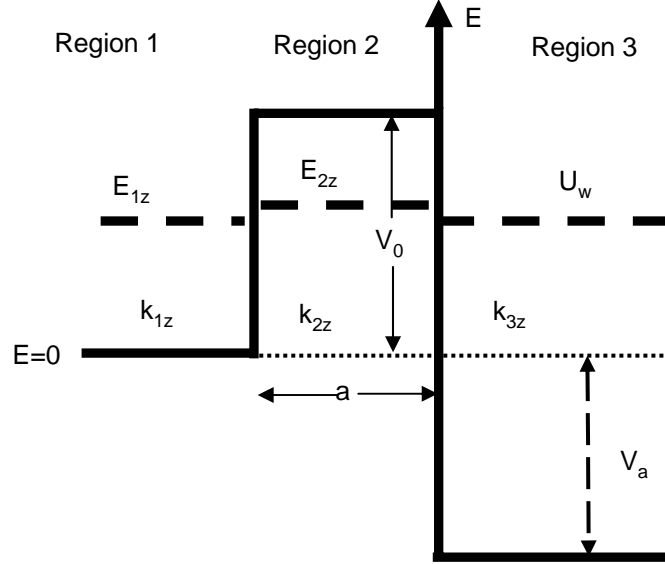 E
Region 1
Region 2
Region 3
E1z
E2z
Uw
V0
k1z
k2z
k3z
E=0
a
Va